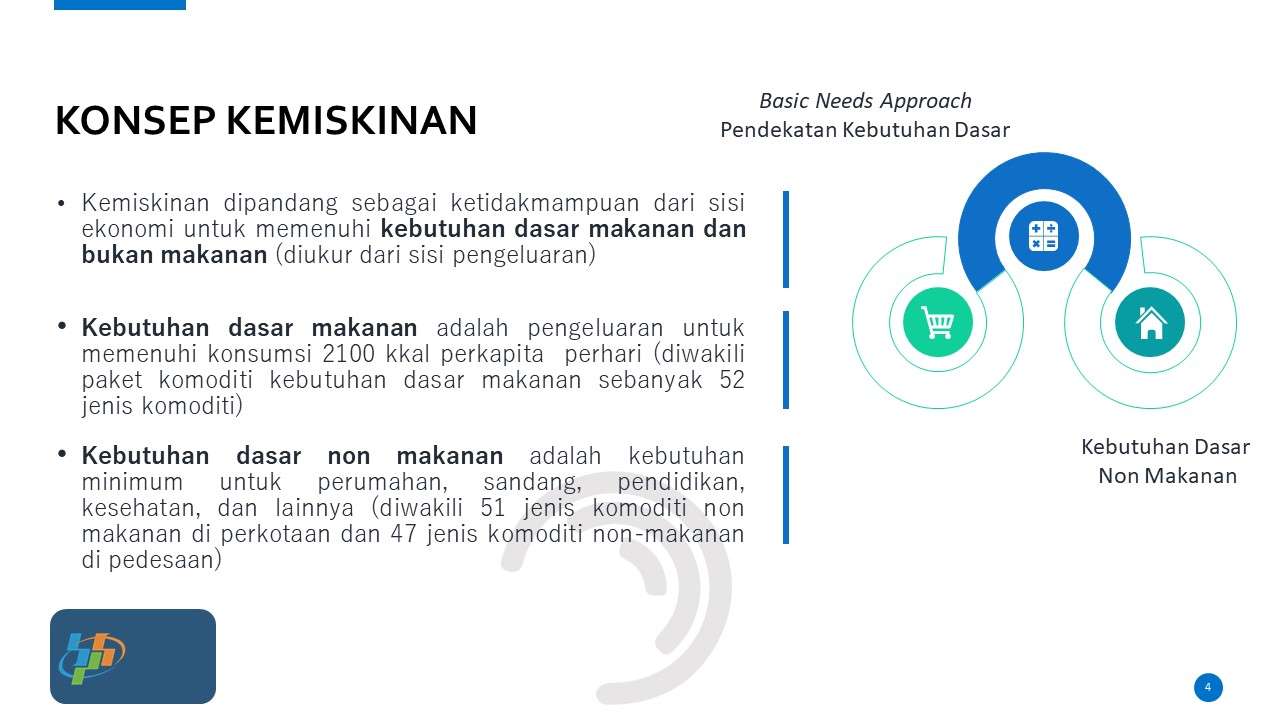 KONSEP KEMISKINAN
Basic Needs Approach
Pendekatan Kebutuhan Dasar
• Kemiskinan dipandang sebagai ketidakmampuan dari sisi
ekonomi untuk memenuhi kebutuhan dasar makanan dan
bukan makanan (diukur dari sisi pengeluaran)
• Kebutuhan dasar makanan adalah pengeluaran untuk
memenuhi konsumsi 2100 kkal perkapita perhari (diwakili
paket komoditi kebutuhan dasar makanan sebanyak 52
jenis komoditi)
• Kebutuhan dasar non makanan adalah kebutuhan
minimum untuk perumahan, sandang, pendidikan,
kesehatan, dan lainnya (diwakili 51 jenis komoditi non
makanan di perkotaan dan 47 jenis komoditi non-makanan
di pedesaan)
Kebutuhan Dasar
Non Makanan
4